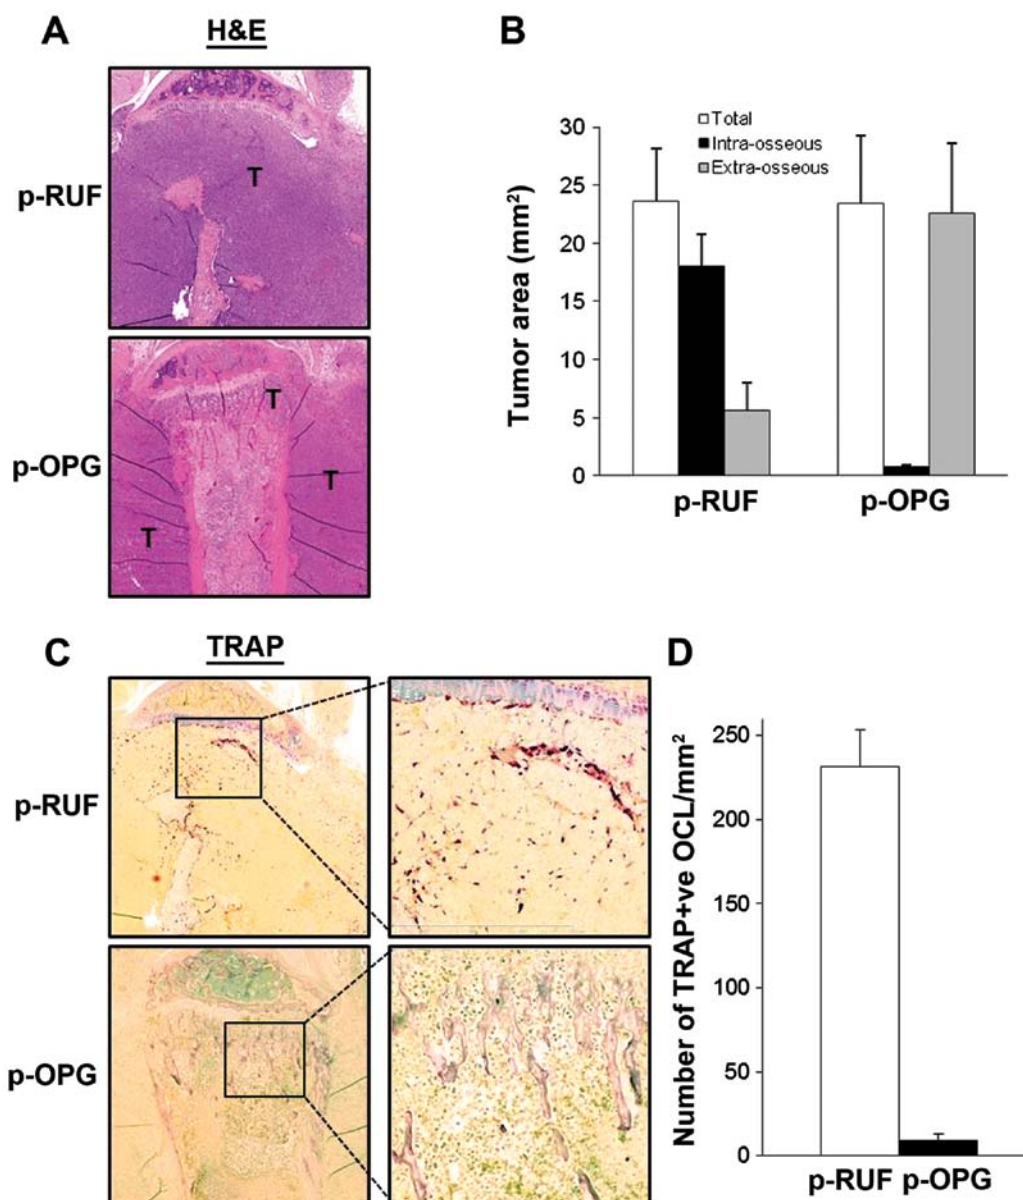 A
H&E
p-RUF
T
p-OPG
T
T
T
B
Total
Intra-osseous
Extra-osseous
Tumor area (mm²)
30
25
20
15
10
5
0
p-RUF
p-OPG
C
TRAP
p-RUF
p-OPG
D
Number of TRAP+ve OCL/mm²
250
200
150
100
50
0
p-RUF p-OPG